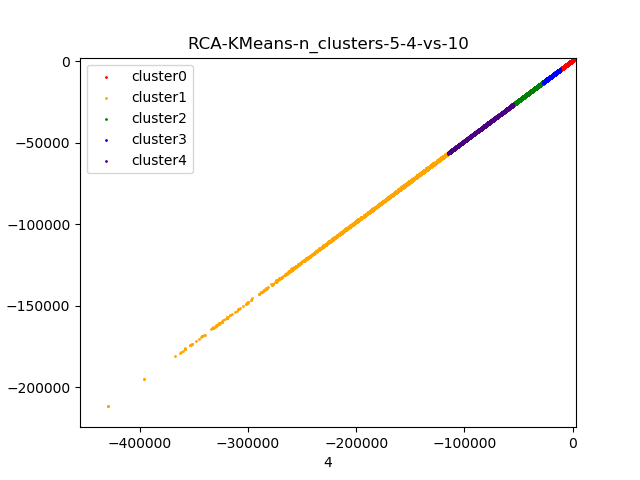 RCA-KMeans-n_clusters-5-4-vs-10
cluster0
cluster1
cluster2
cluster3
cluster4
0
−50000
−100000
−150000
−200000
−400000
−300000
−200000
−100000
0
4